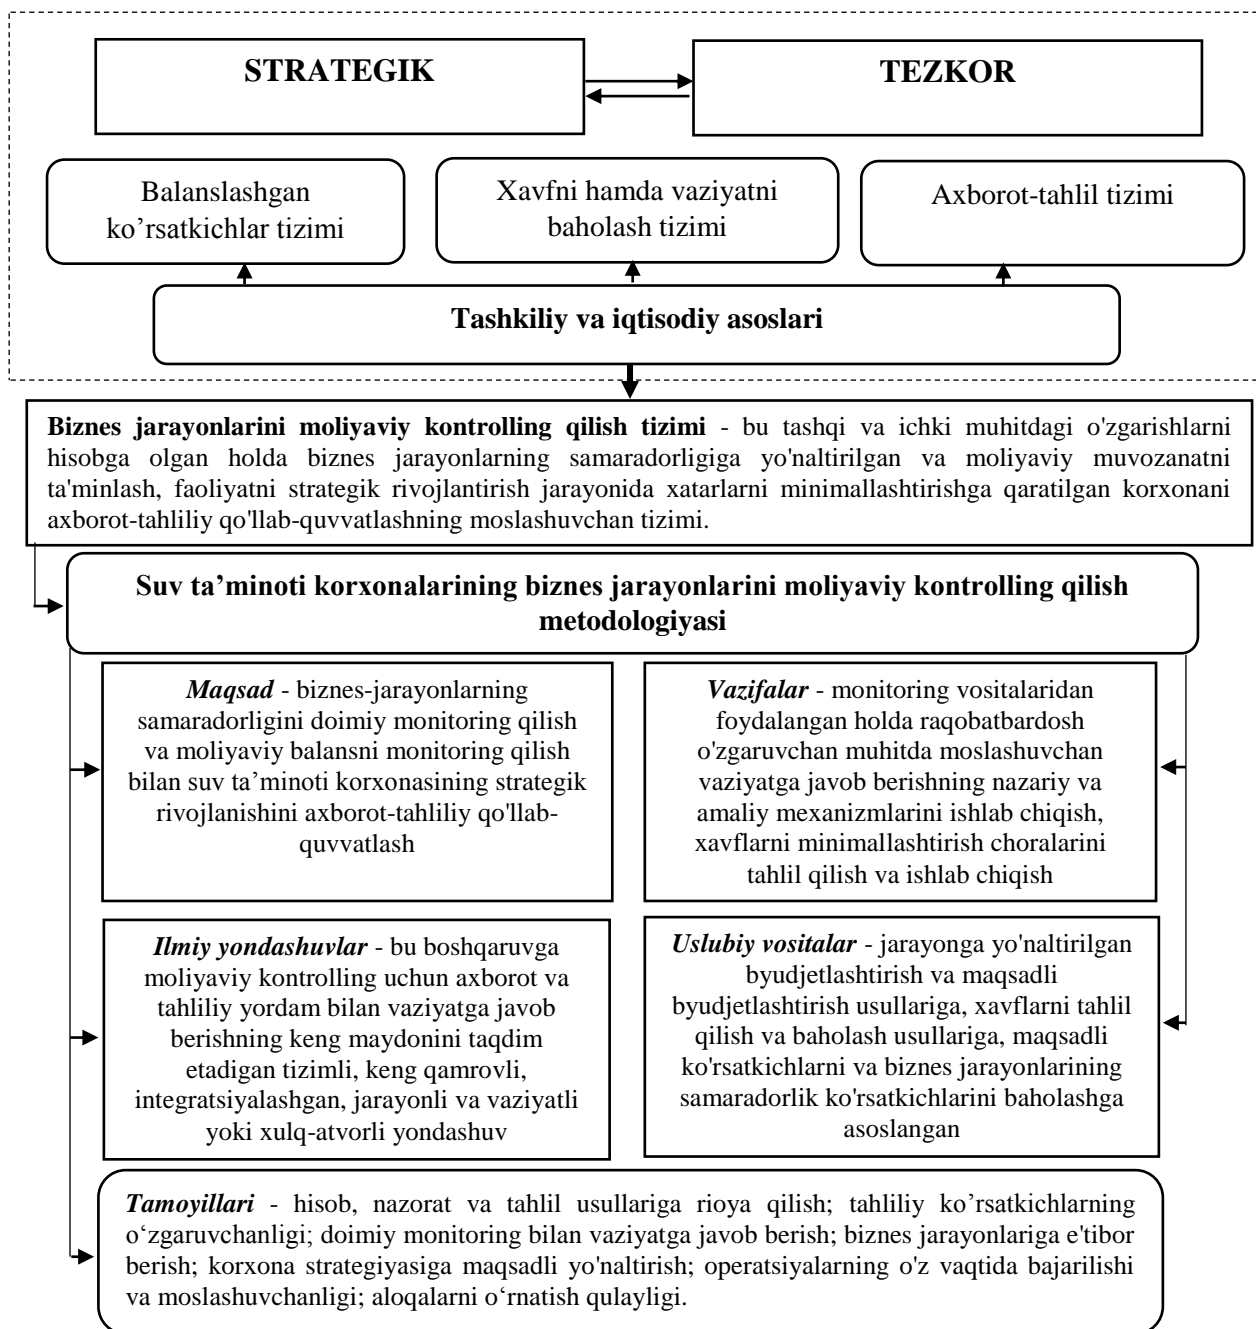 STRATEGIK
TEZKOR
Balanslashgan
ko’rsatkichlar tizimi
Xavfni hamda vaziyatni
baholash tizimi
Axborot-tahlil tizimi
Tashkiliy va iqtisodiy asoslari
Biznes jarayonlarini moliyaviy kontrolling qilish tizimi - bu tashqi va ichki muhitdagi o'zgarishlarni
hisobga olgan holda biznes jarayonlarning samaradorligiga yo'naltirilgan va moliyaviy muvozanatni
ta'minlash, faoliyatni strategik rivojlantirish jarayonida xatarlarni minimallashtirishga qaratilgan korxonani
axborot-tahliliy qo'llab-quvvatlashning moslashuvchan tizimi.
Suv ta’minoti korxonalarining biznes jarayonlarini moliyaviy kontrolling qilish
metodologiyasi
Maqsad - biznes-jarayonlarning
samaradorligini doimiy monitoring qilish
va moliyaviy balansni monitoring qilish
bilan suv ta’minoti korxonasining strategik
rivojlanishini axborot-tahliliy qo'llab-
quvvatlash
Vazifalar - monitoring vositalaridan
foydalangan holda raqobatbardosh
o'zgaruvchan muhitda moslashuvchan
vaziyatga javob berishning nazariy va
amaliy mexanizmlarini ishlab chiqish,
xavflarni minimallashtirish choralarini
tahlil qilish va ishlab chiqish
Ilmiy yondashuvlar - bu boshqaruvga
moliyaviy kontrolling uchun axborot va
tahliliy yordam bilan vaziyatga javob
berishning keng maydonini taqdim
etadigan tizimli, keng qamrovli,
integratsiyalashgan, jarayonli va vaziyatli
yoki xulq-atvorli yondashuv
Uslubiy vositalar - jarayonga yo'naltirilgan
byudjetlashtirish va maqsadli
byudjetlashtirish usullariga, xavflarni tahlil
qilish va baholash usullariga, maqsadli
ko'rsatkichlarni va biznes jarayonlarining
samaradorlik ko'rsatkichlarini baholashga
asoslangan
Tamoyillari - hisob, nazorat va tahlil usullariga rioya qilish; tahliliy ko’rsatkichlarning
o‘zgaruvchanligi; doimiy monitoring bilan vaziyatga javob berish; biznes jarayonlariga e'tibor
berish; korxona strategiyasiga maqsadli yo'naltirish; operatsiyalarning o'z vaqtida bajarilishi
va moslashuvchanligi; aloqalarni o‘rnatish qulayligi.